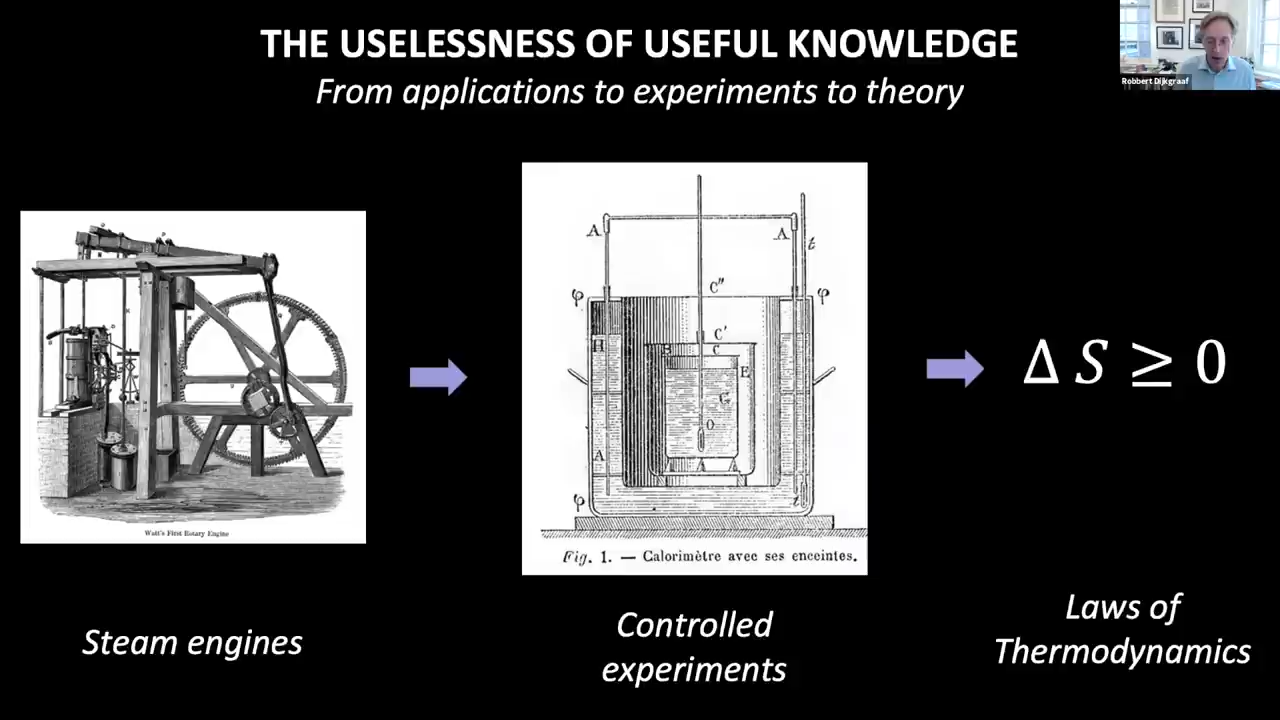 THE USELESSNESS OF USEFUL KNOWLEDGE
From applications to experiments to theory
Robbert Dijkgraaf
Watt's First Rotary Engine
A
A
t
C"
φ
φ
C'
B
c
H
E
G
O
A
φ
Fig. 1. — Calorimètre avec ses enceintes.
Δ S ≥ 0
Steam engines
Controlled
experiments
Laws of
Thermodynamics